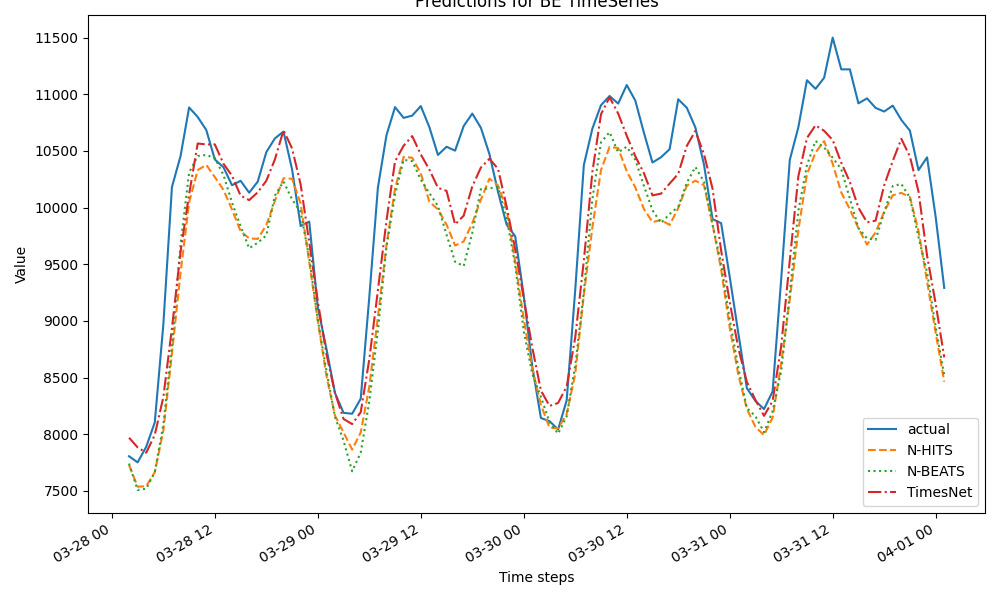 Predictions for BE TimeSeries
11500
11000
10500
10000
9500
9000
8500
8000
7500
Value
03-28 00
03-28 12
03-29 00
03-29 12
03-30 00
03-30 12
03-31 00
03-31 12
04-01 00
Time steps
actual
N-HITS
N-BEATS
TimesNet